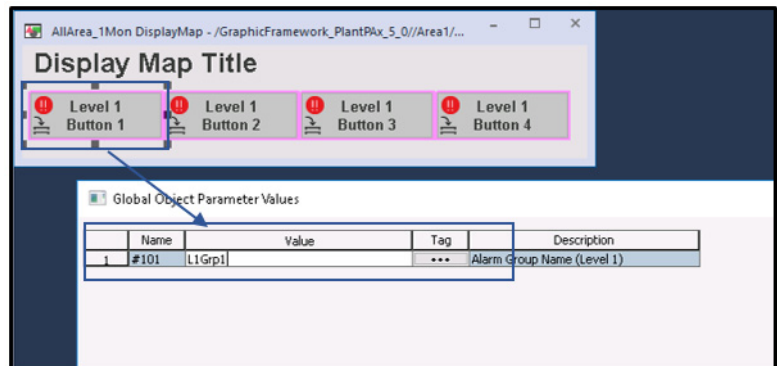 AllArea_1Mon DisplayMap - /GraphicFramework_PlantPAx_5_0//Area1/...
Display Map Title
Level 1 Level 1 Level 1 Level 1
Button 1 Button 2 Button 3 Button 4
Global Object Parameter Values
Name Value Tag Description
1 #101 L1Grp1 ... Alarm Group Name (Level 1)